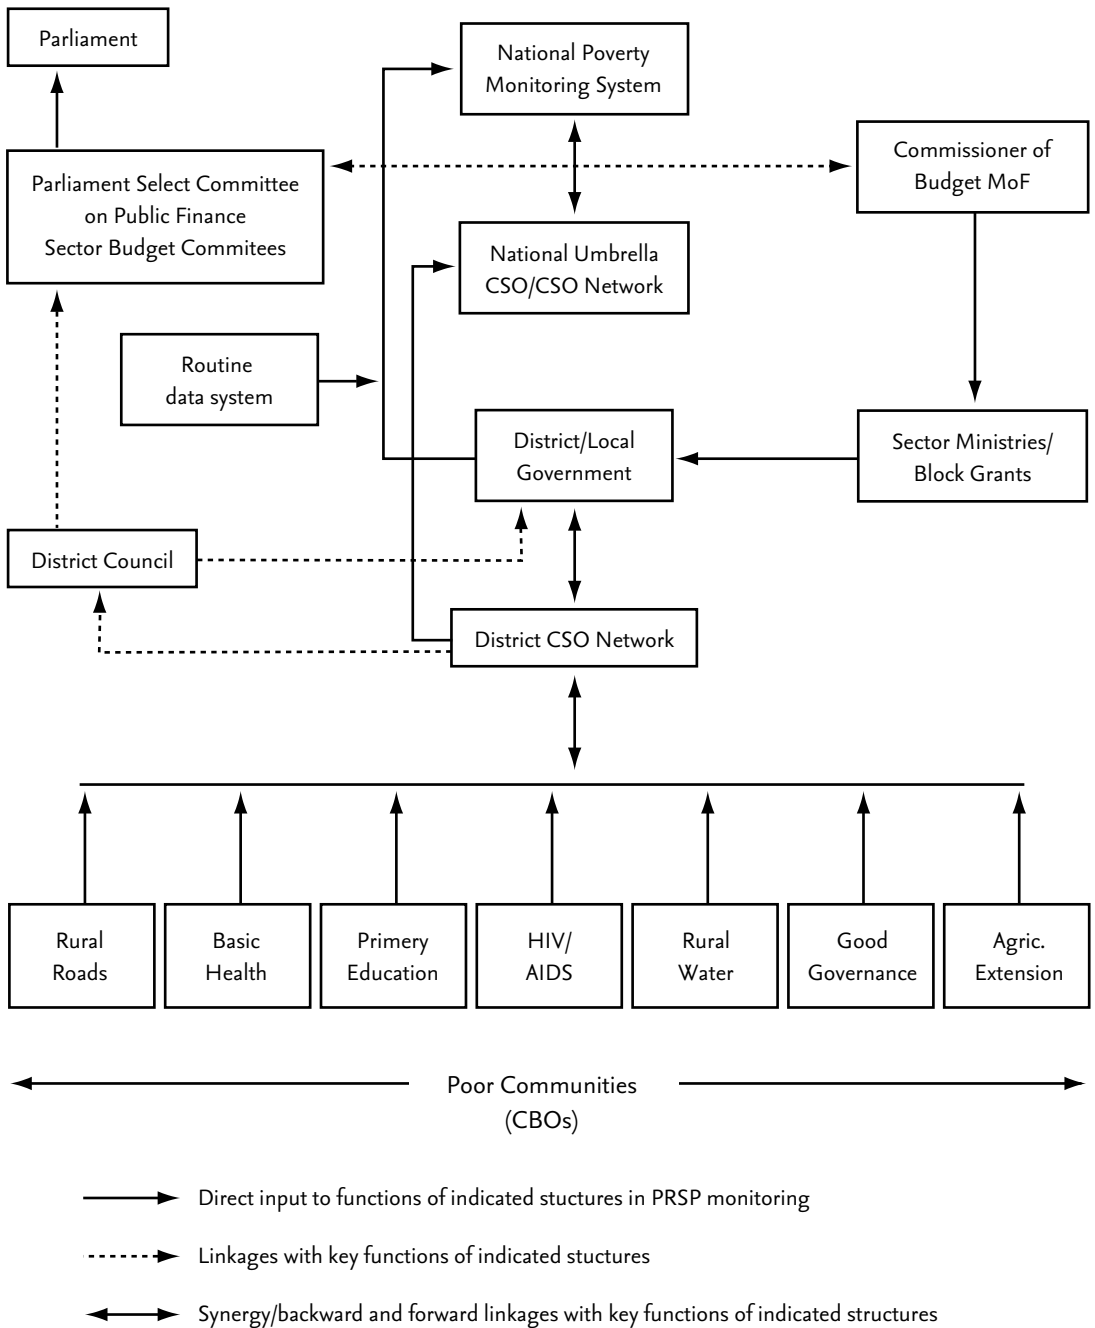 Parliament
National Poverty
Monitoring System
Commissioner of
Budget MoF
Parliament Select Committee
on Public Finance
Sector Budget Commitees
National Umbrella
CSO/CSO Network
Routine
data system
District/Local
Government
Sector Ministries/
Block Grants
District Council
District CSO Network
Rural
Roads
Basic
Health
Primery
Education
HIV/
AIDS
Rural
Water
Good
Governance
Agric.
Extension
Poor Communities
(CBOs)
Direct input to functions of indicated stuctures in PRSP monitoring
Linkages with key functions of indicated stuctures
Synergy/backward and forward linkages with key functions of indicated structures